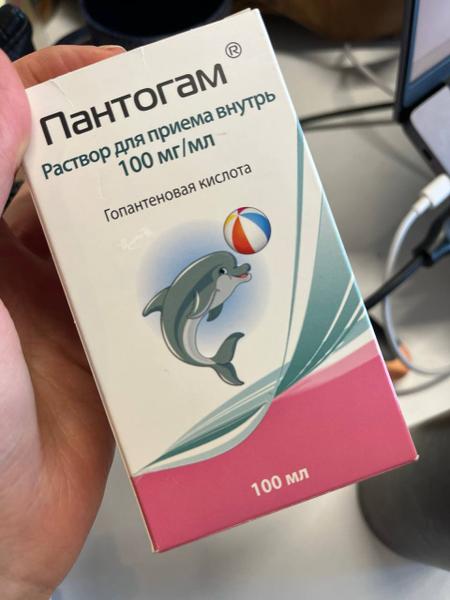 Пантогам®
Раствор для приема внутрь
100 мг/мл
Гопантеновая кислота
100 мл